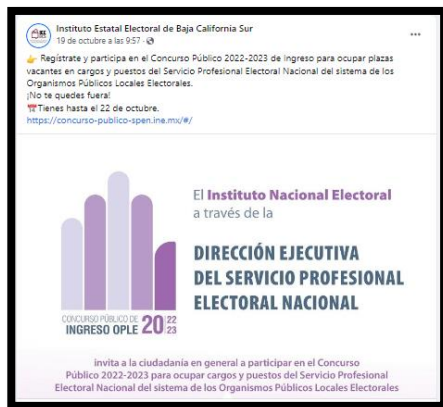 Instituto Estatal Electoral de Baja California Sur
19 de octubre a las 9:57 ·
Regístrate y participa en el Concurso Público 2022-2023 de Ingreso para ocupar plazas
vacantes en cargos y puestos del Servicio Profesional Electoral Nacional del sistema de los
Organismos Públicos Locales Electorales.
¡No te quedes fuera!
Tienes hasta el 22 de octubre.
https://concurso-publico-spen.ine.mx/#/
El Instituto Nacional Electoral
a través de la
DIRECCIÓN EJECUTIVA
DEL SERVICIO PROFESIONAL
ELECTORAL NACIONAL
CONCURSO PÚBLICO DE
INGRESO OPLE 20 22
23
invita a la ciudadanía en general a participar en el Concurso
Público 2022-2023 para ocupar cargos y puestos del Servicio Profesional
Electoral Nacional del sistema de los Organismos Públicos Locales Electorales